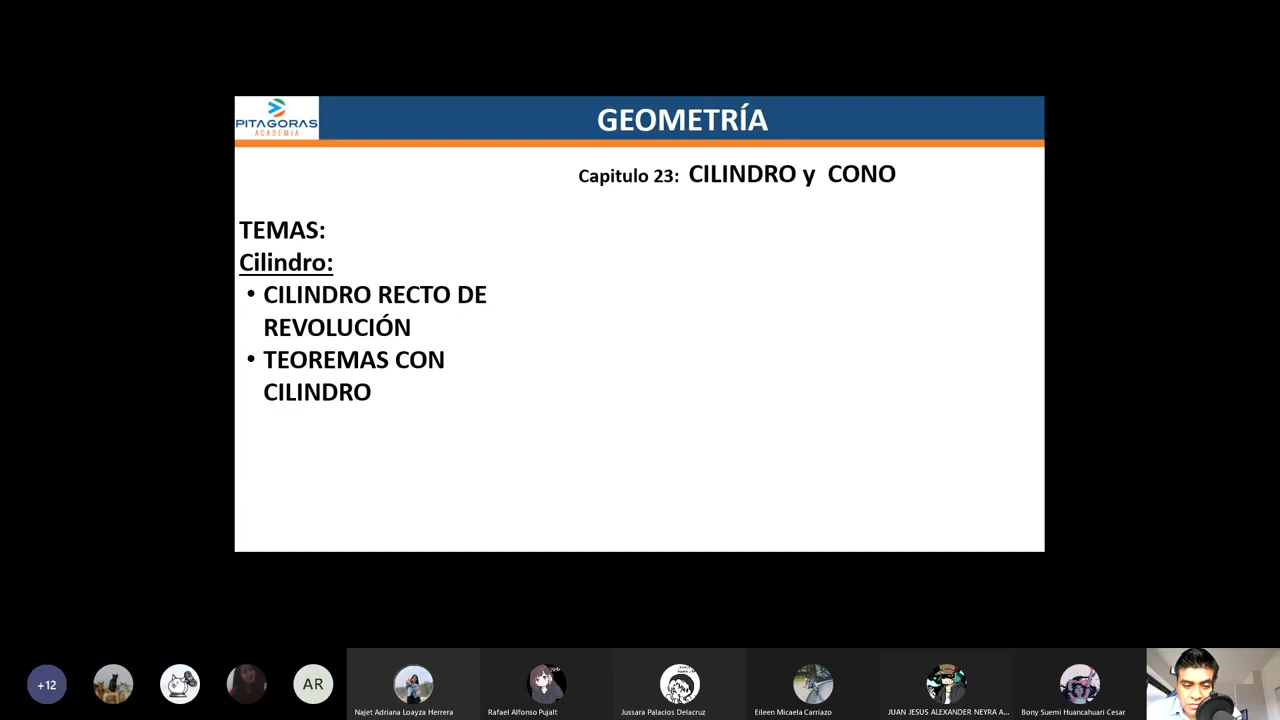 PITAGORAS
ACADEMIA
GEOMETRÍA
Capitulo 23: CILINDRO y CONO
TEMAS:
Cilindro:
• CILINDRO RECTO DE
REVOLUCIÓN
• TEOREMAS CON
CILINDRO
+12
AR
Najet Adriana Loayza Herrera
Rafael Alfonso Pujalt
Jussara Palacios Delacruz
Eileen Micaela Carriazo
JUAN JESUS ALEXANDER NEYRA A...
Bony Suemi Huancahuari Cesar